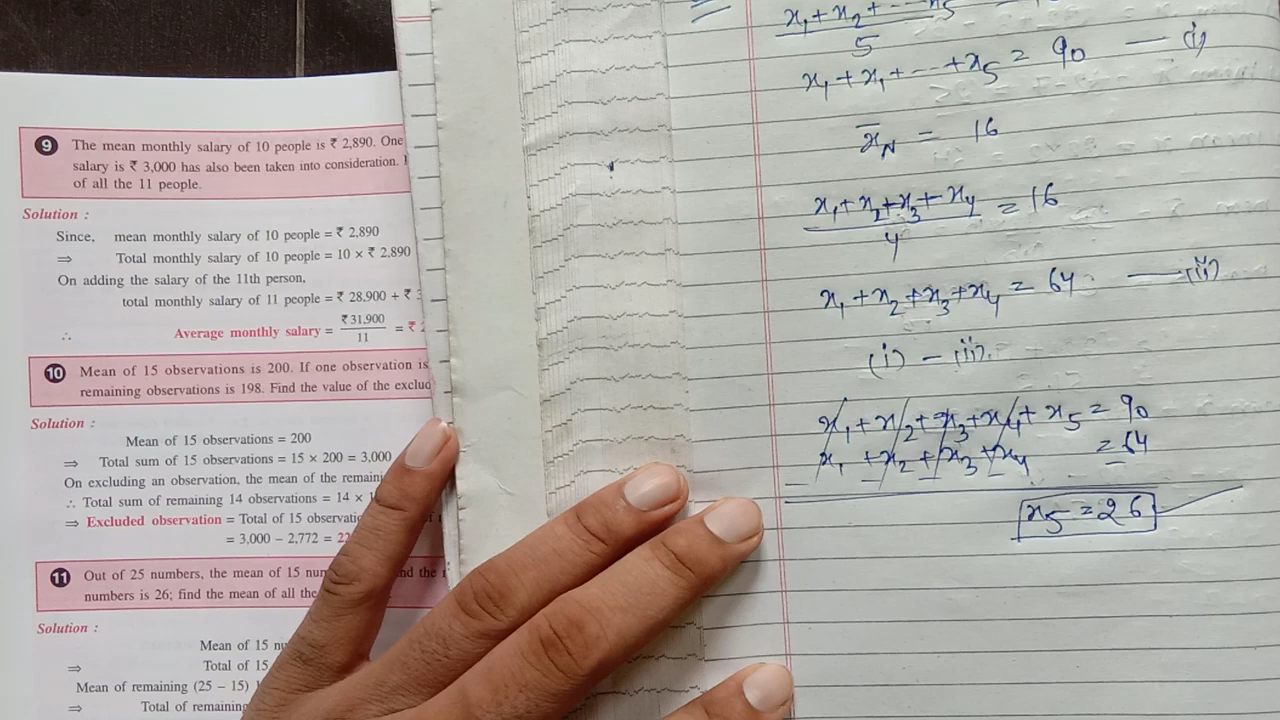 9 The mean monthly salary of 10 people is ₹ 2,890. One
salary is ₹ 3,000 has also been taken into consideration.
of all the 11 people.
Solution :
Since, mean monthly salary of 10 people = ₹ 2,890
⇒ Total monthly salary of 10 people = 10 × ₹ 2,890
On adding the salary of the 11th person,
total monthly salary of 11 people = ₹ 28,900 + ₹
∴ Average monthly salary = ₹ 31,900 / 11 = ₹
10 Mean of 15 observations is 200. If one observation is
remaining observations is 198. Find the value of the
Solution :
Mean of 15 observations = 200
⇒ Total sum of 15 observations = 15 × 200 = 3,000
On excluding an observation, the mean of the
∴ Total sum of remaining 14 observations = 14 ×
⇒ Excluded observation = Total of 15
= 3,000 – 2,772 =
11 Out of 25 numbers, the mean of 15
numbers is 26; find the mean of all the
Solution :
Mean of 15
⇒ Total of 15
Mean of remaining (25 – 15)
⇒ Total of remaining
x₁ + x₂ + --- x₅
5
x₁ + x₁ + --- + x₅ = 90 — (i)
x̄N = 16
x₁ + x₂ + x₃ + x₄ / 4 = 16
x₁ + x₂ + x₃ + x₄ = 64 — (ii)
(i) – (ii).
x₁ + x₂ + x₃ + x₄ + x₅ = 90
x₁ + x₂ + x₃ + x₄ = 64
x₅ = 26